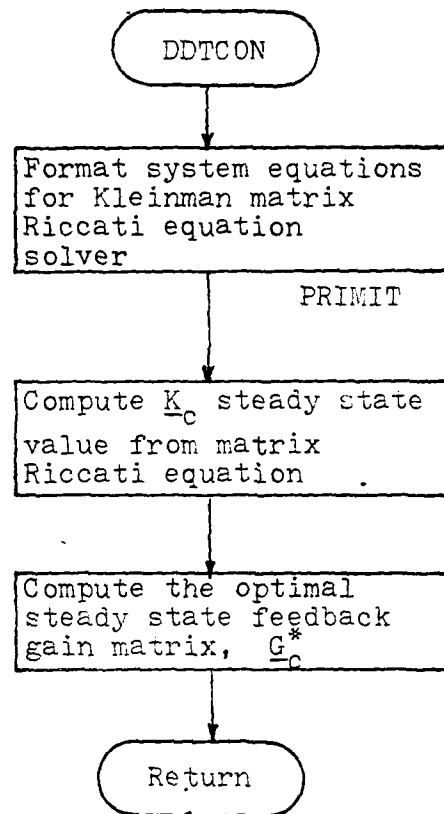 DDTCON
Format system equations
for Kleinman matrix
Riccati equation
solver
PRIMIT
Compute K_c steady state
value from matrix
Riccati equation
Compute the optimal
steady state feedback
gain matrix, G_c^*
Return